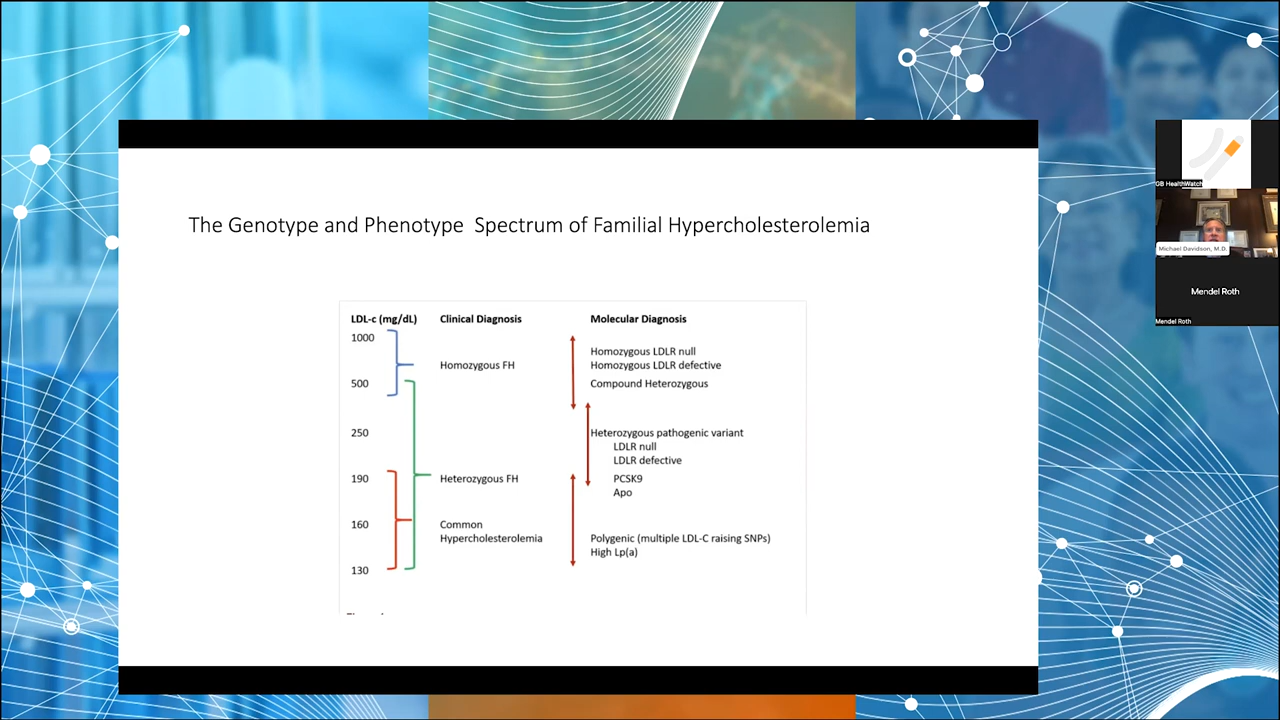 The Genotype and Phenotype Spectrum of Familial Hypercholesterolemia
LDL-c (mg/dL) Clinical Diagnosis Molecular Diagnosis
1000
Homozygous LDLR null
Homozygous FH Homozygous LDLR defective
500 Compound Heterozygous
250 Heterozygous pathogenic variant
LDLR null
LDLR defective
190 Heterozygous FH PCSK9
Apo
160 Common
Hypercholesterolemia Polygenic (multiple LDL-C raising SNPs)
High Lp(a)
130
GB HealthWatch
Michael Davidson, M.D.
Mendel Roth
Mendel Roth